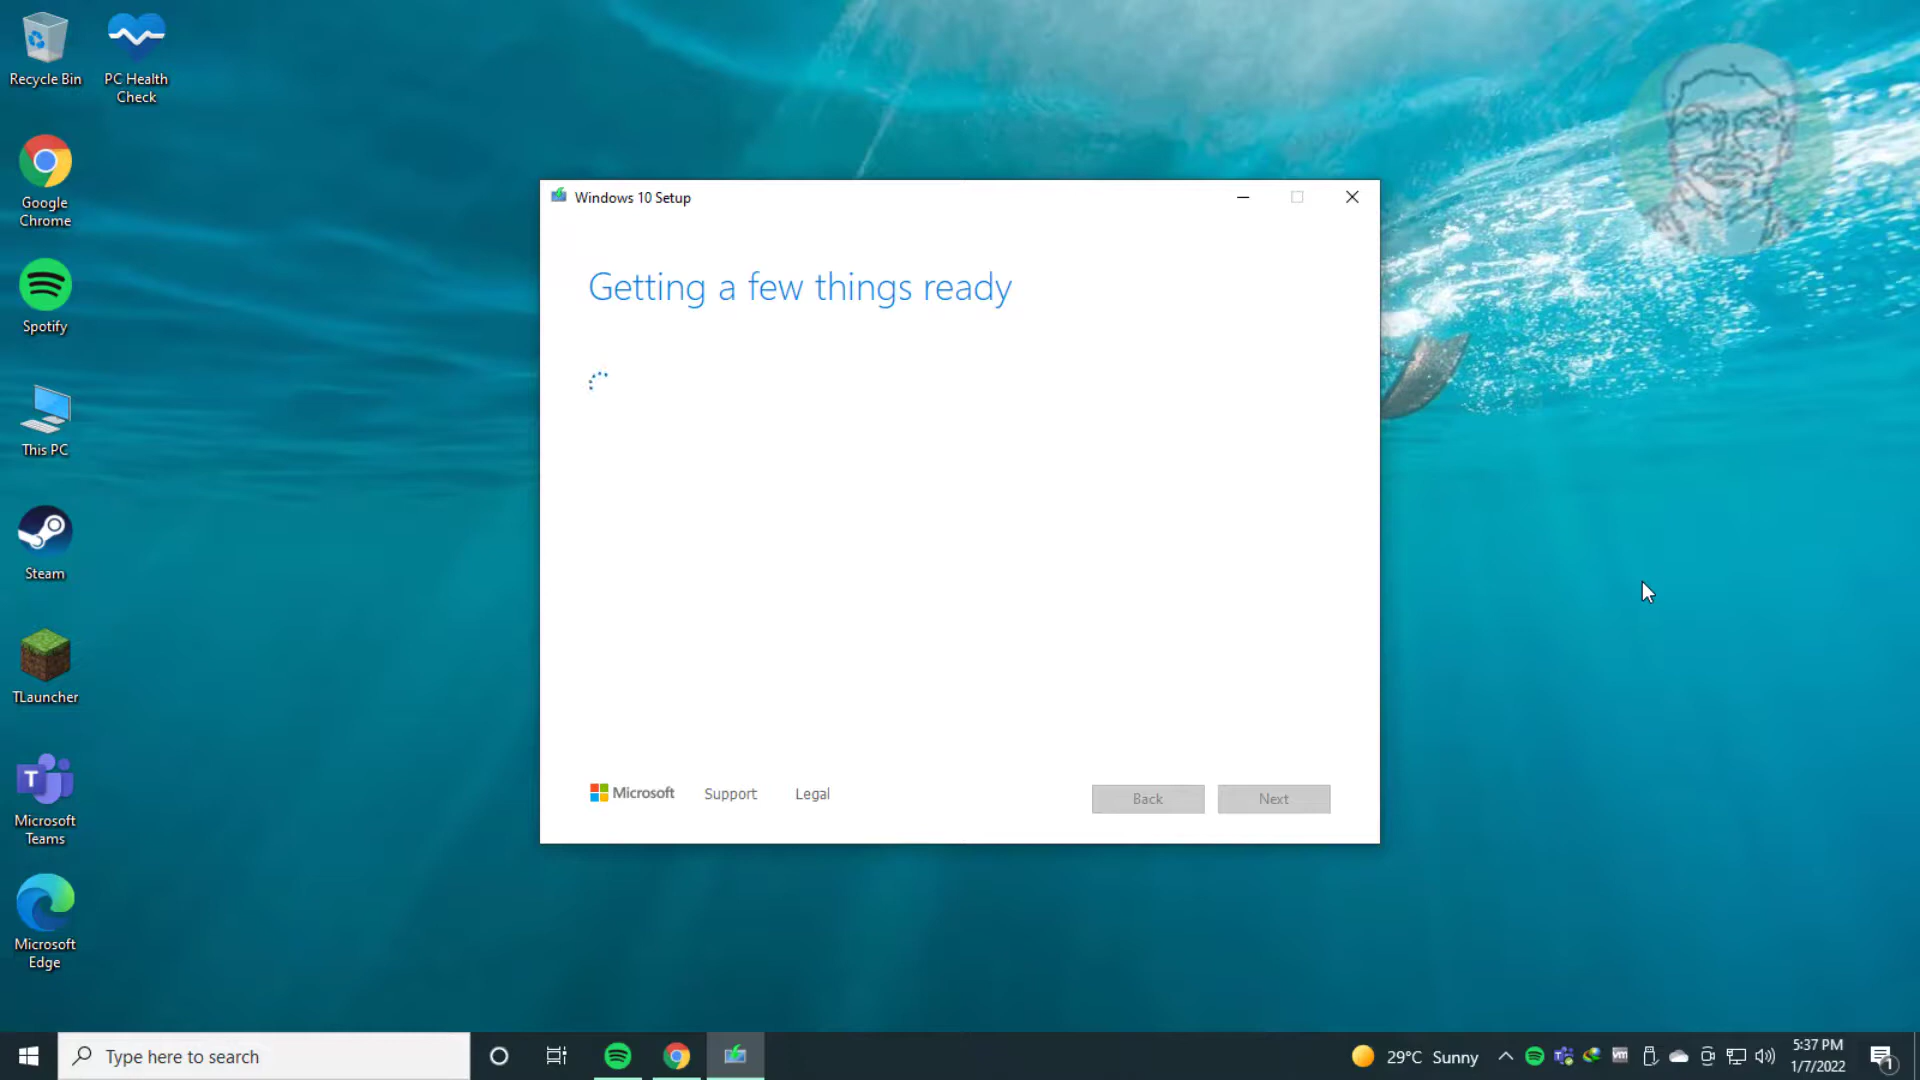 Recycle Bin
PC Health
Check
Google
Chrome
Spotify
This PC
Steam
TLauncher
Microsoft
Teams
Microsoft
Edge
Windows 10 Setup
Getting a few things ready
Microsoft
Support
Legal
Back
Next
Type here to search
29°C Sunny
5:37 PM
1/7/2022
1